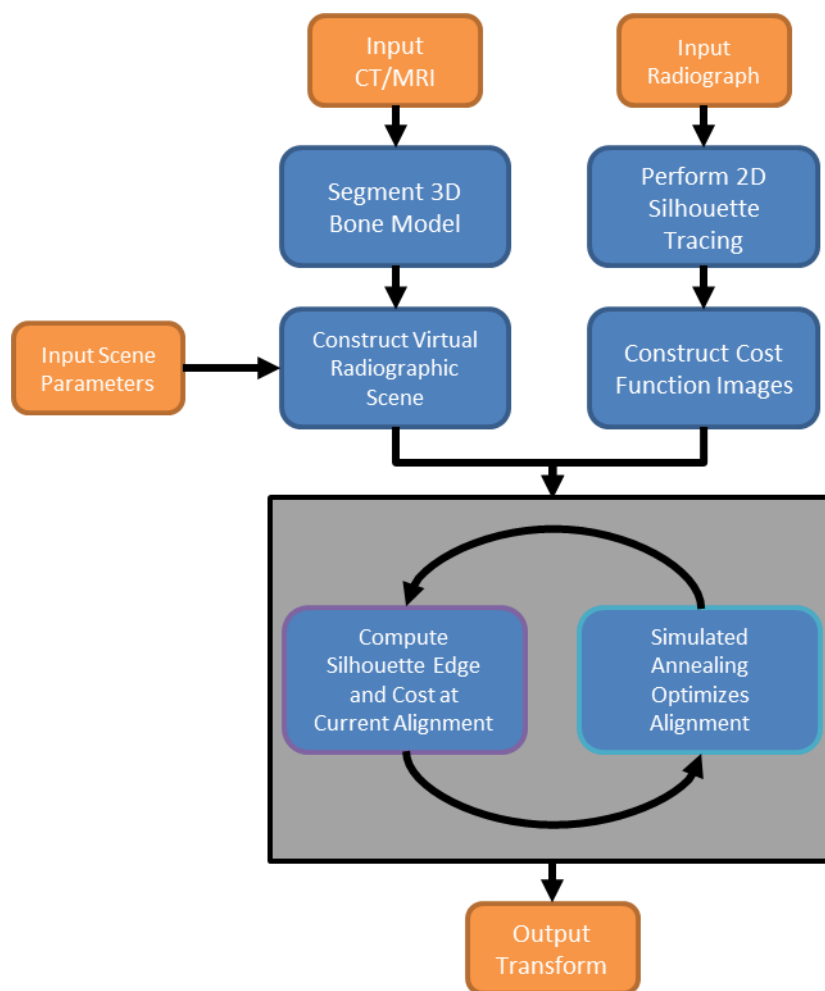 Input
CT/MRI
Input
Radiograph
Segment 3D
Bone Model
Perform 2D
Silhouette
Tracing
Input Scene
Parameters
Construct Virtual
Radiographic
Scene
Construct Cost
Function Images
Compute
Silhouette Edge
and Cost at
Current Alignment
Simulated
Annealing
Optimizes
Alignment
Output
Transform